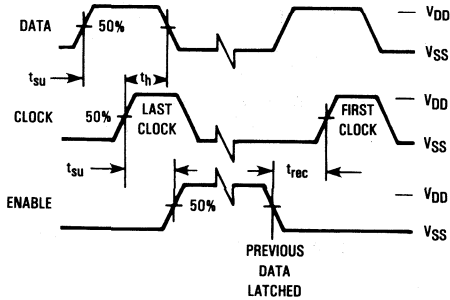 DATA
50%
VDD
VSS
tsu
th
CLOCK
50%
LAST
CLOCK
FIRST
CLOCK
VDD
VSS
tsu
trec
ENABLE
50%
VDD
VSS
PREVIOUS
DATA
LATCHED